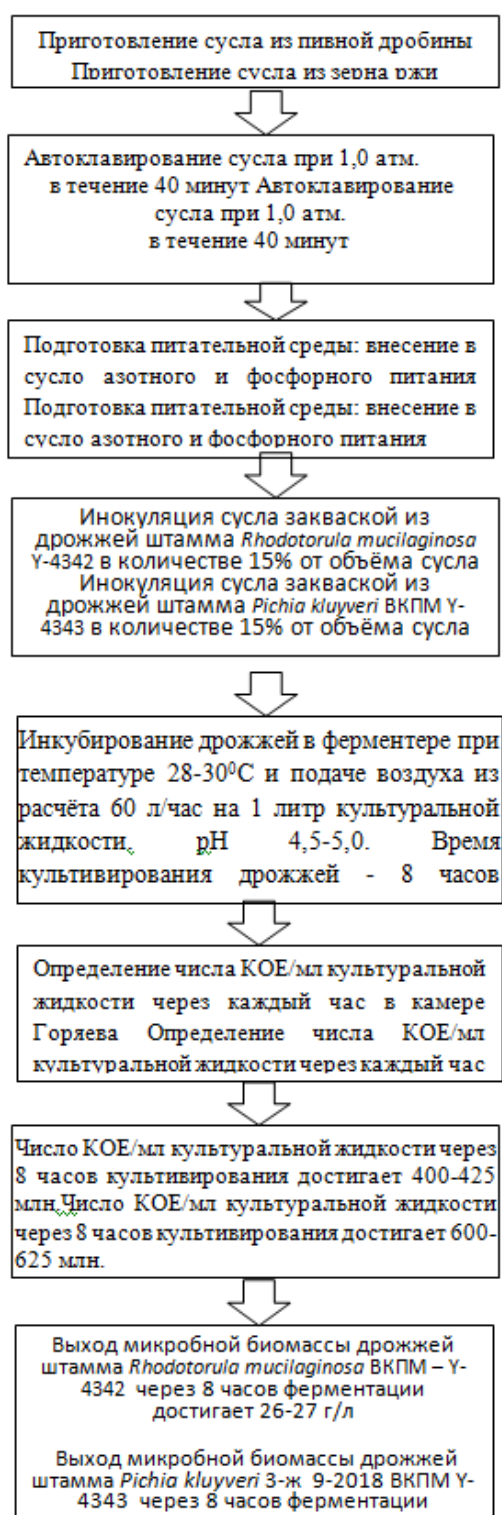 Приготовление сусла из пивной дробины
Приготовление сусла из зерна ржи
Автоклавирование сусла при 1,0 атм.
в течение 40 минут Автоклавирование
сусла при 1,0 атм.
в течение 40 минут
Подготовка питательной среды: внесение в
сусло азотного и фосфорного питания
Подготовка питательной среды: внесение в
сусло азотного и фосфорного питания
Инокуляция сусла закваской из
дрожжей штамма Rhodotorula mucilaginosa
Y-4342 в количестве 15% от объёма сусла
Инокуляция сусла закваской из
дрожжей штамма Pichia kluyveri ВКПМ Y-
4343 в количестве 15% от объёма сусла
Инкубирование дрожжей в ферментере при
температуре 28-30⁰С и подаче воздуха из
расчёта 60 л/час на 1 литр культуральной
жидкости, рН 4,5-5,0. Время
культивирования дрожжей - 8 часов
Определение числа КОЕ/мл культуральной
жидкости через каждый час в камере
Горяева Определение числа КОЕ/мл
культуральной жидкости через каждый час
Число КОЕ/мл культуральной жидкости через
8 часов культивирования достигает 400-425
млн.Число КОЕ/мл культуральной жидкости
через 8 часов культивирования достигает 600-
625 млн.
Выход микробной биомассы дрожжей
штамма Rhodotorula mucilaginosa ВКПМ – Y-
4342 через 8 часов ферментации
достигает 26-27 г/л
Выход микробной биомассы дрожжей
штамма Pichia kluyveri 3-ж 9-2018 ВКПМ Y-
4343 через 8 часов ферментации